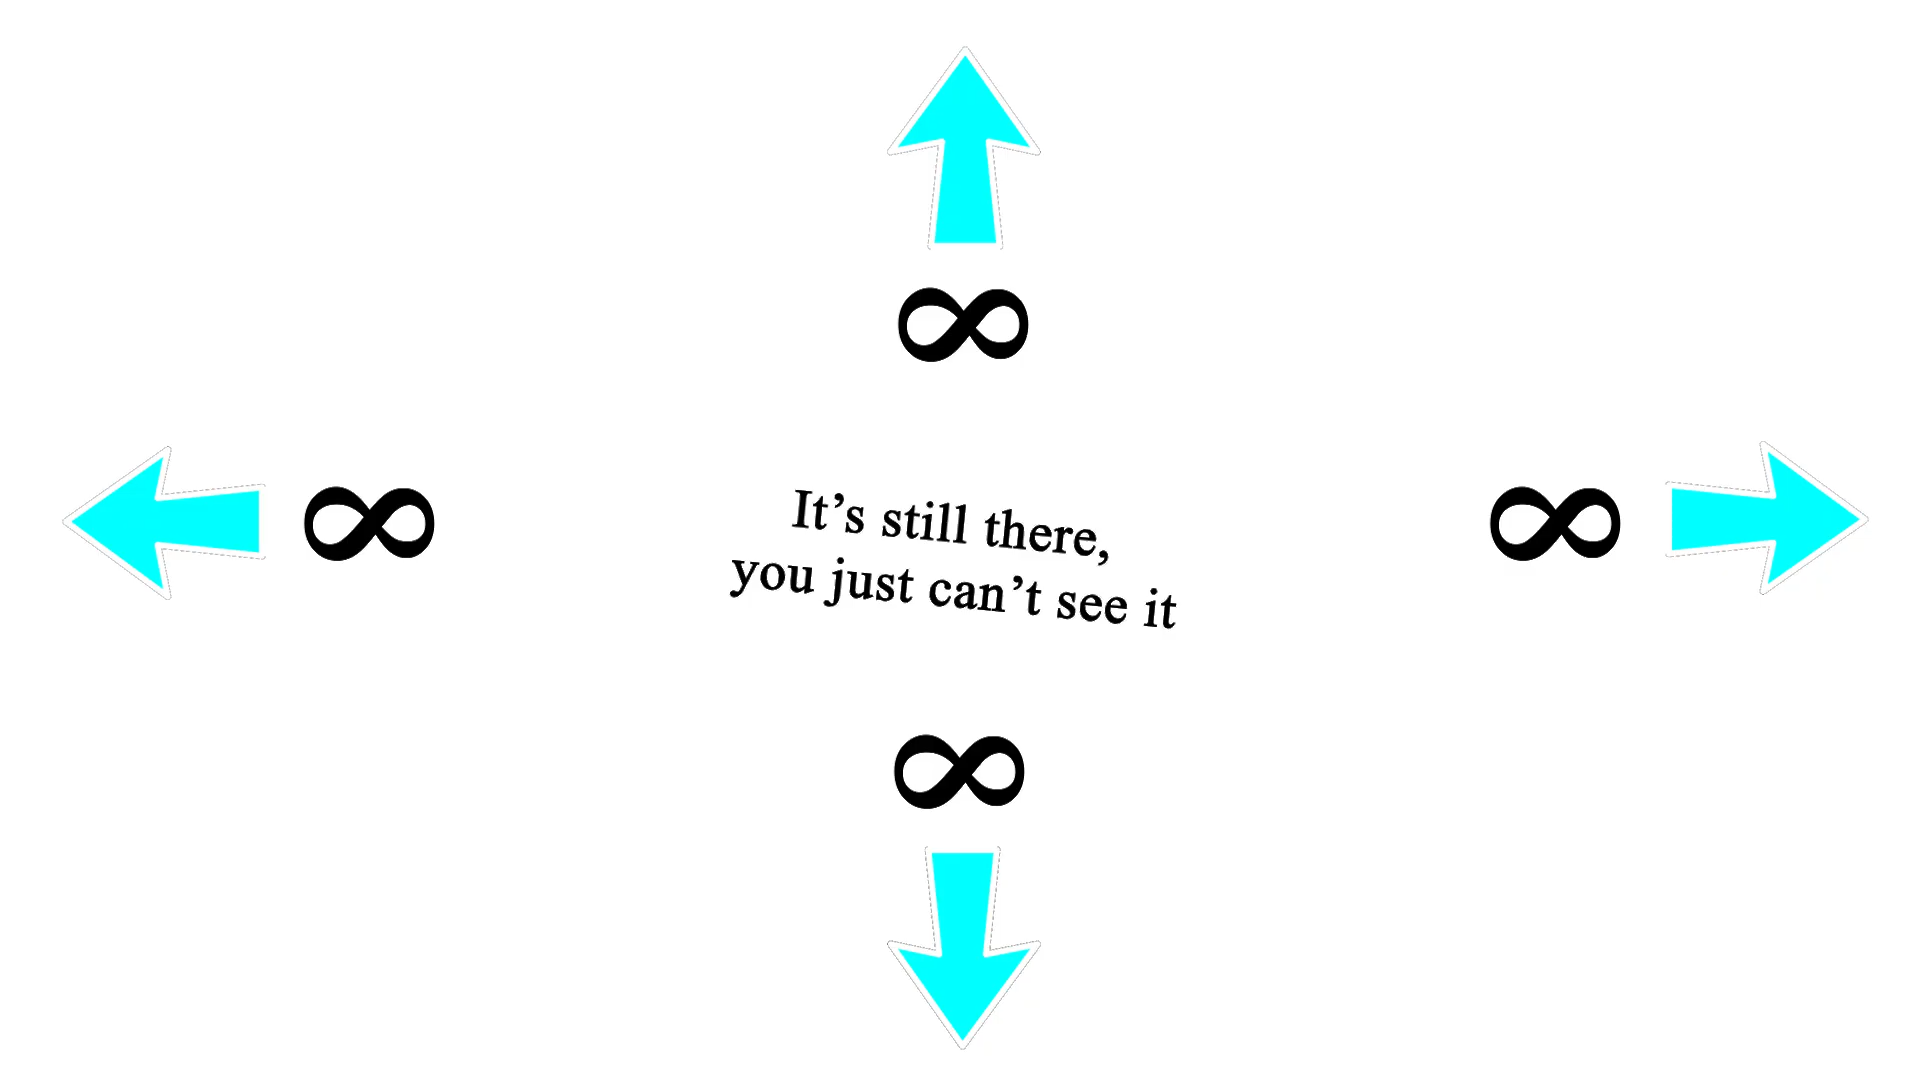 ∞
∞
It’s still there,
you just can’t see it
∞
∞